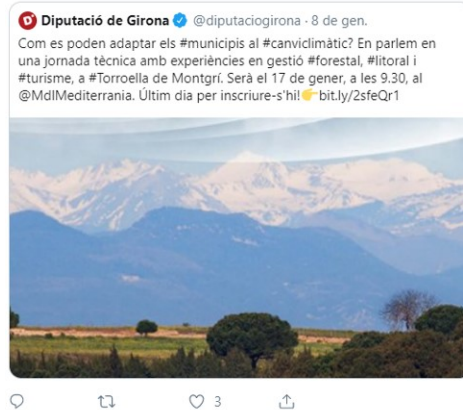 Diputació de Girona @diputaciogirona · 8 de gen.
Com es poden adaptar els #municipis al #canviclimàtic? En parlem en
una jornada tècnica amb experiències en gestió #forestal, #litoral i
#turisme, a #Torroella de Montgrí. Serà el 17 de gener, a les 9.30, al
@MdlMediterrania. Últim dia per inscriure-s'hi!👉bit.ly/2sfeQr1
3